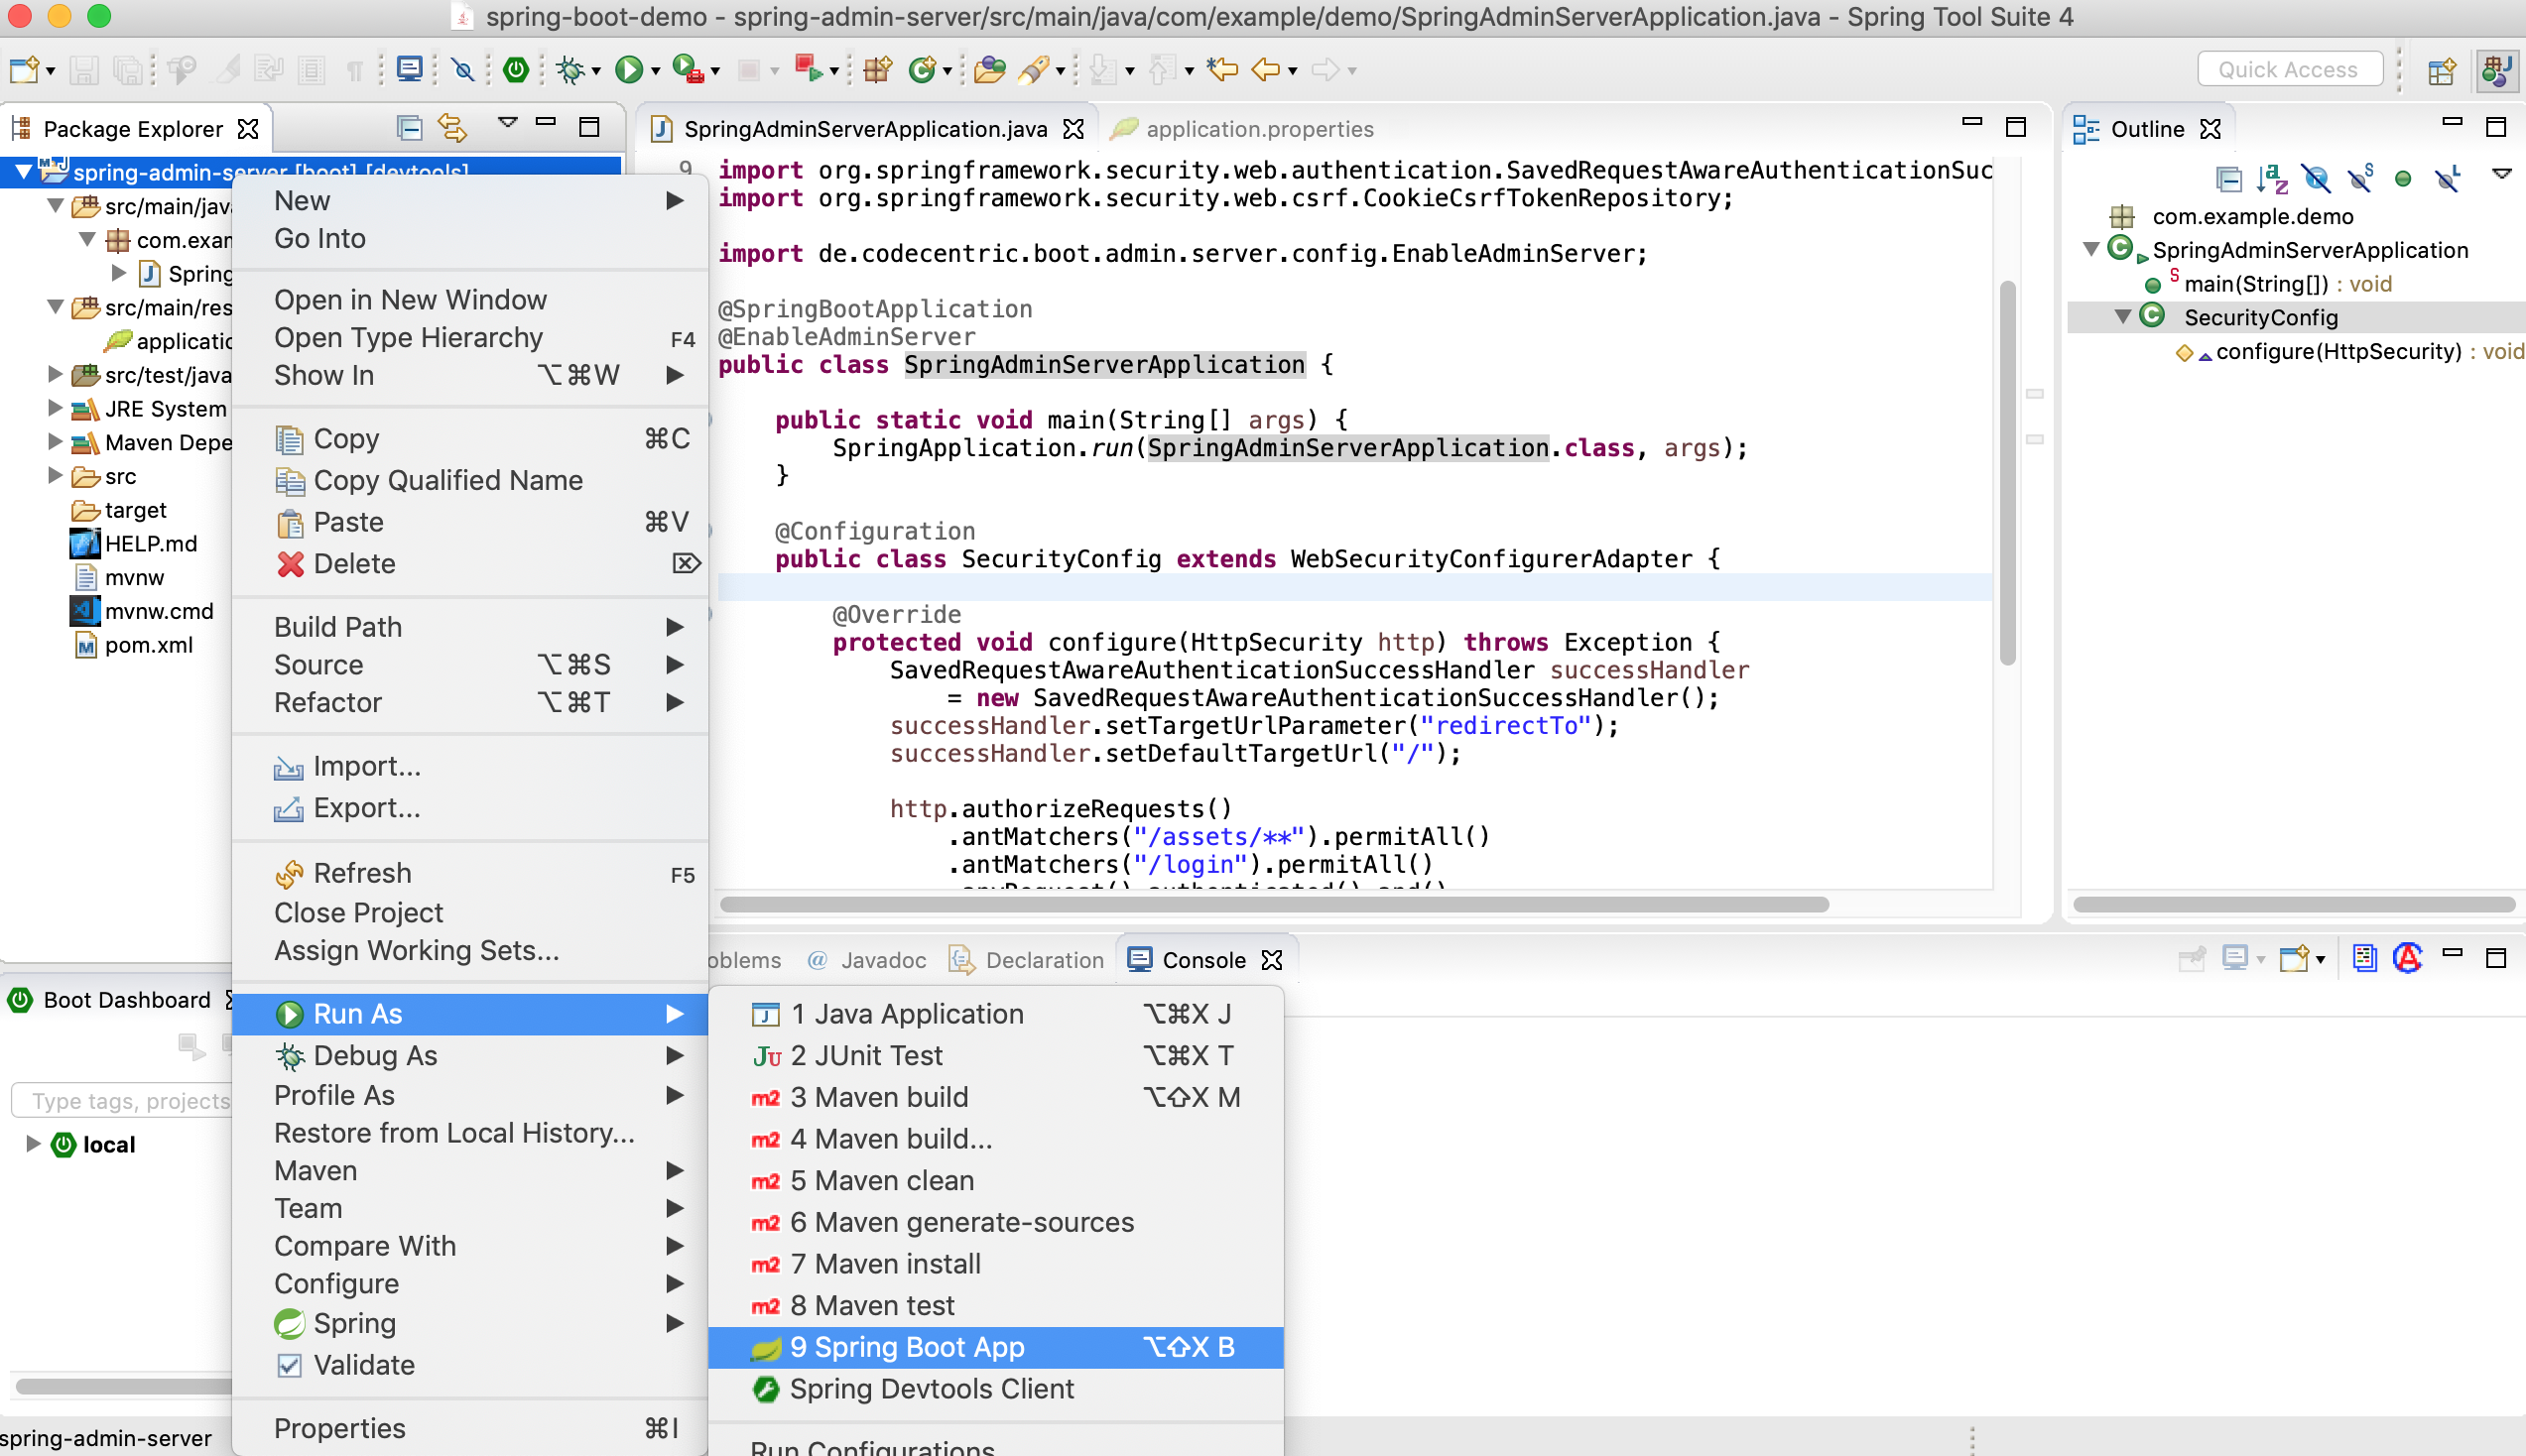 spring-boot-demo - spring-admin-server/src/main/java/com/example/demo/SpringAdminServerApplication.java - Spring Tool Suite 4
Quick Access
Package Explorer
spring-admin-server [boot] [devtools]
src/main/jav
com.exam
Spring
src/main/res
applicatio
src/test/java
JRE System
Maven Depe
src
target
HELP.md
mvnw
mvnw.cmd
pom.xml
Boot Dashboard
Type tags, projects
local
spring-admin-server
New
Go Into
Open in New Window
Open Type Hierarchy F4
Show In ⌥⌘W
Copy ⌘C
Copy Qualified Name
Paste ⌘V
Delete ⌦
Build Path
Source ⌥⌘S
Refactor ⌥⌘T
Import...
Export...
Refresh F5
Close Project
Assign Working Sets...
Run As
Debug As
Profile As
Restore from Local History...
Maven
Team
Compare With
Configure
Spring
Validate
Properties ⌘I
1 Java Application ⌥⌘X J
2 JUnit Test ⌥⌘X T
3 Maven build ⌥⇧X M
4 Maven build...
5 Maven clean
6 Maven generate-sources
7 Maven install
8 Maven test
9 Spring Boot App ⌥⇧X B
Spring Devtools Client
Run Configurations...
SpringAdminServerApplication.java
application.properties
9 import org.springframework.security.web.authentication.SavedRequestAwareAuthenticationSuc
import org.springframework.security.web.csrf.CookieCsrfTokenRepository;
import de.codecentric.boot.admin.server.config.EnableAdminServer;
@SpringBootApplication
@EnableAdminServer
public class SpringAdminServerApplication {
public static void main(String[] args) {
SpringApplication.run(SpringAdminServerApplication.class, args);
}
@Configuration
public class SecurityConfig extends WebSecurityConfigurerAdapter {
@Override
protected void configure(HttpSecurity http) throws Exception {
SavedRequestAwareAuthenticationSuccessHandler successHandler
= new SavedRequestAwareAuthenticationSuccessHandler();
successHandler.setTargetUrlParameter("redirectTo");
successHandler.setDefaultTargetUrl("/");
http.authorizeRequests()
.antMatchers("/assets/**").permitAll()
.antMatchers("/login").permitAll()
.anyRequest().authenticated().and()
oblems
@ Javadoc
Declaration
Console
Outline
com.example.demo
SpringAdminServerApplication
main(String[]) : void
SecurityConfig
configure(HttpSecurity) : void